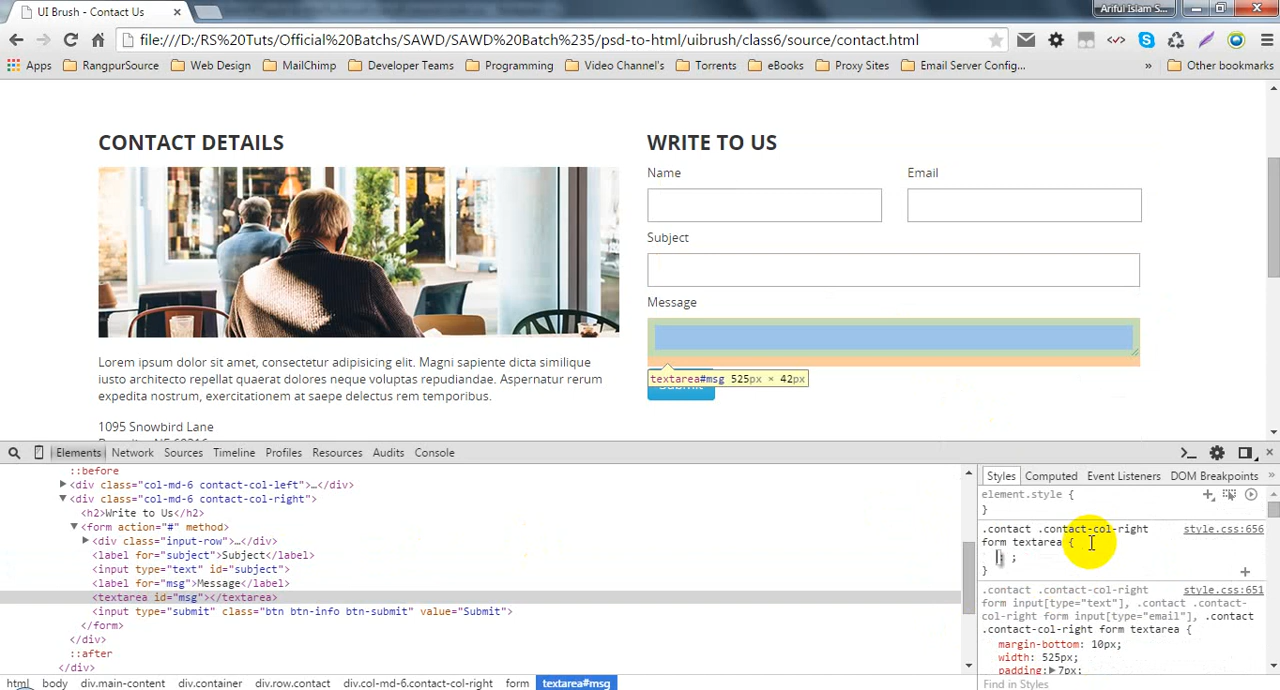 UI Brush - Contact Us
Ariful Islam S...
file:///D:/RS%20Tuts/Official%20Batchs/SAWD/SAWD%20Batch%235/psd-to-html/uibrush/class6/source/contact.html
Apps RangpurSource Web Design MailChimp Developer Teams Programming Video Channel's Torrents eBooks Proxy Sites Email Server Config... » Other bookmarks
CONTACT DETAILS
WRITE TO US
Name
Email
Subject
Message
textarea#msg 525px × 42px
Lorem ipsum dolor sit amet, consectetur adipisicing elit. Magni sapiente dicta similique
iusto architecto repellat quaerat dolores neque voluptas repudiandae. Aspernatur rerum
expedita nostrum, exercitationem at saepe delectus rem temporibus.
1095 Snowbird Lane
Elements Network Sources Timeline Profiles Resources Audits Console
::before
<div class="col-md-6 contact-col-left">…</div>
<div class="col-md-6 contact-col-right">
<h2>Write to Us</h2>
<form action="#" method>
<div class="input-row">…</div>
<label for="subject">Subject</label>
<input type="text" id="subject">
<label for="msg">Message</label>
<textarea id="msg"></textarea>
<input type="submit" class="btn btn-info btn-submit" value="Submit">
</form>
</div>
::after
</div>
html body div.main-content div.container div.row.cols div.col-md-6.contact-col-right form textarea#msg
Styles Computed Event Listeners DOM Breakpoints »
element.style {
}
.contact .contact-col-right style.css:656
form textarea {
: ;
}
.contact .contact-col-right style.css:651
form input[type="text"], .contact .contact-
col-right form input[type="email"], .contact
.contact-col-right form textarea {
margin-bottom: 10px;
width: 525px;
padding: 7px;
Find in Styles